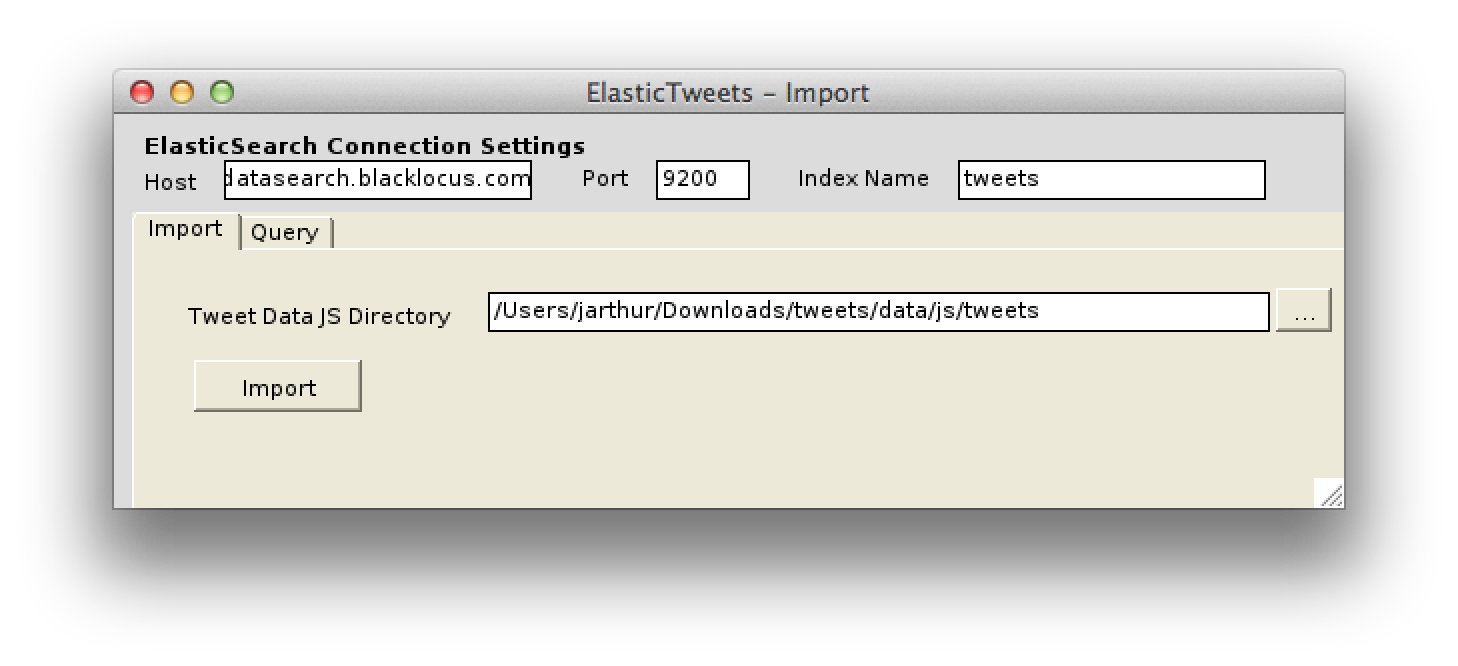 ElasticTweets – Import
ElasticSearch Connection Settings
Host datasearch.blacklocus.com Port 9200 Index Name tweets
Import Query
Tweet Data JS Directory /Users/jarthur/Downloads/tweets/data/js/tweets ...
Import